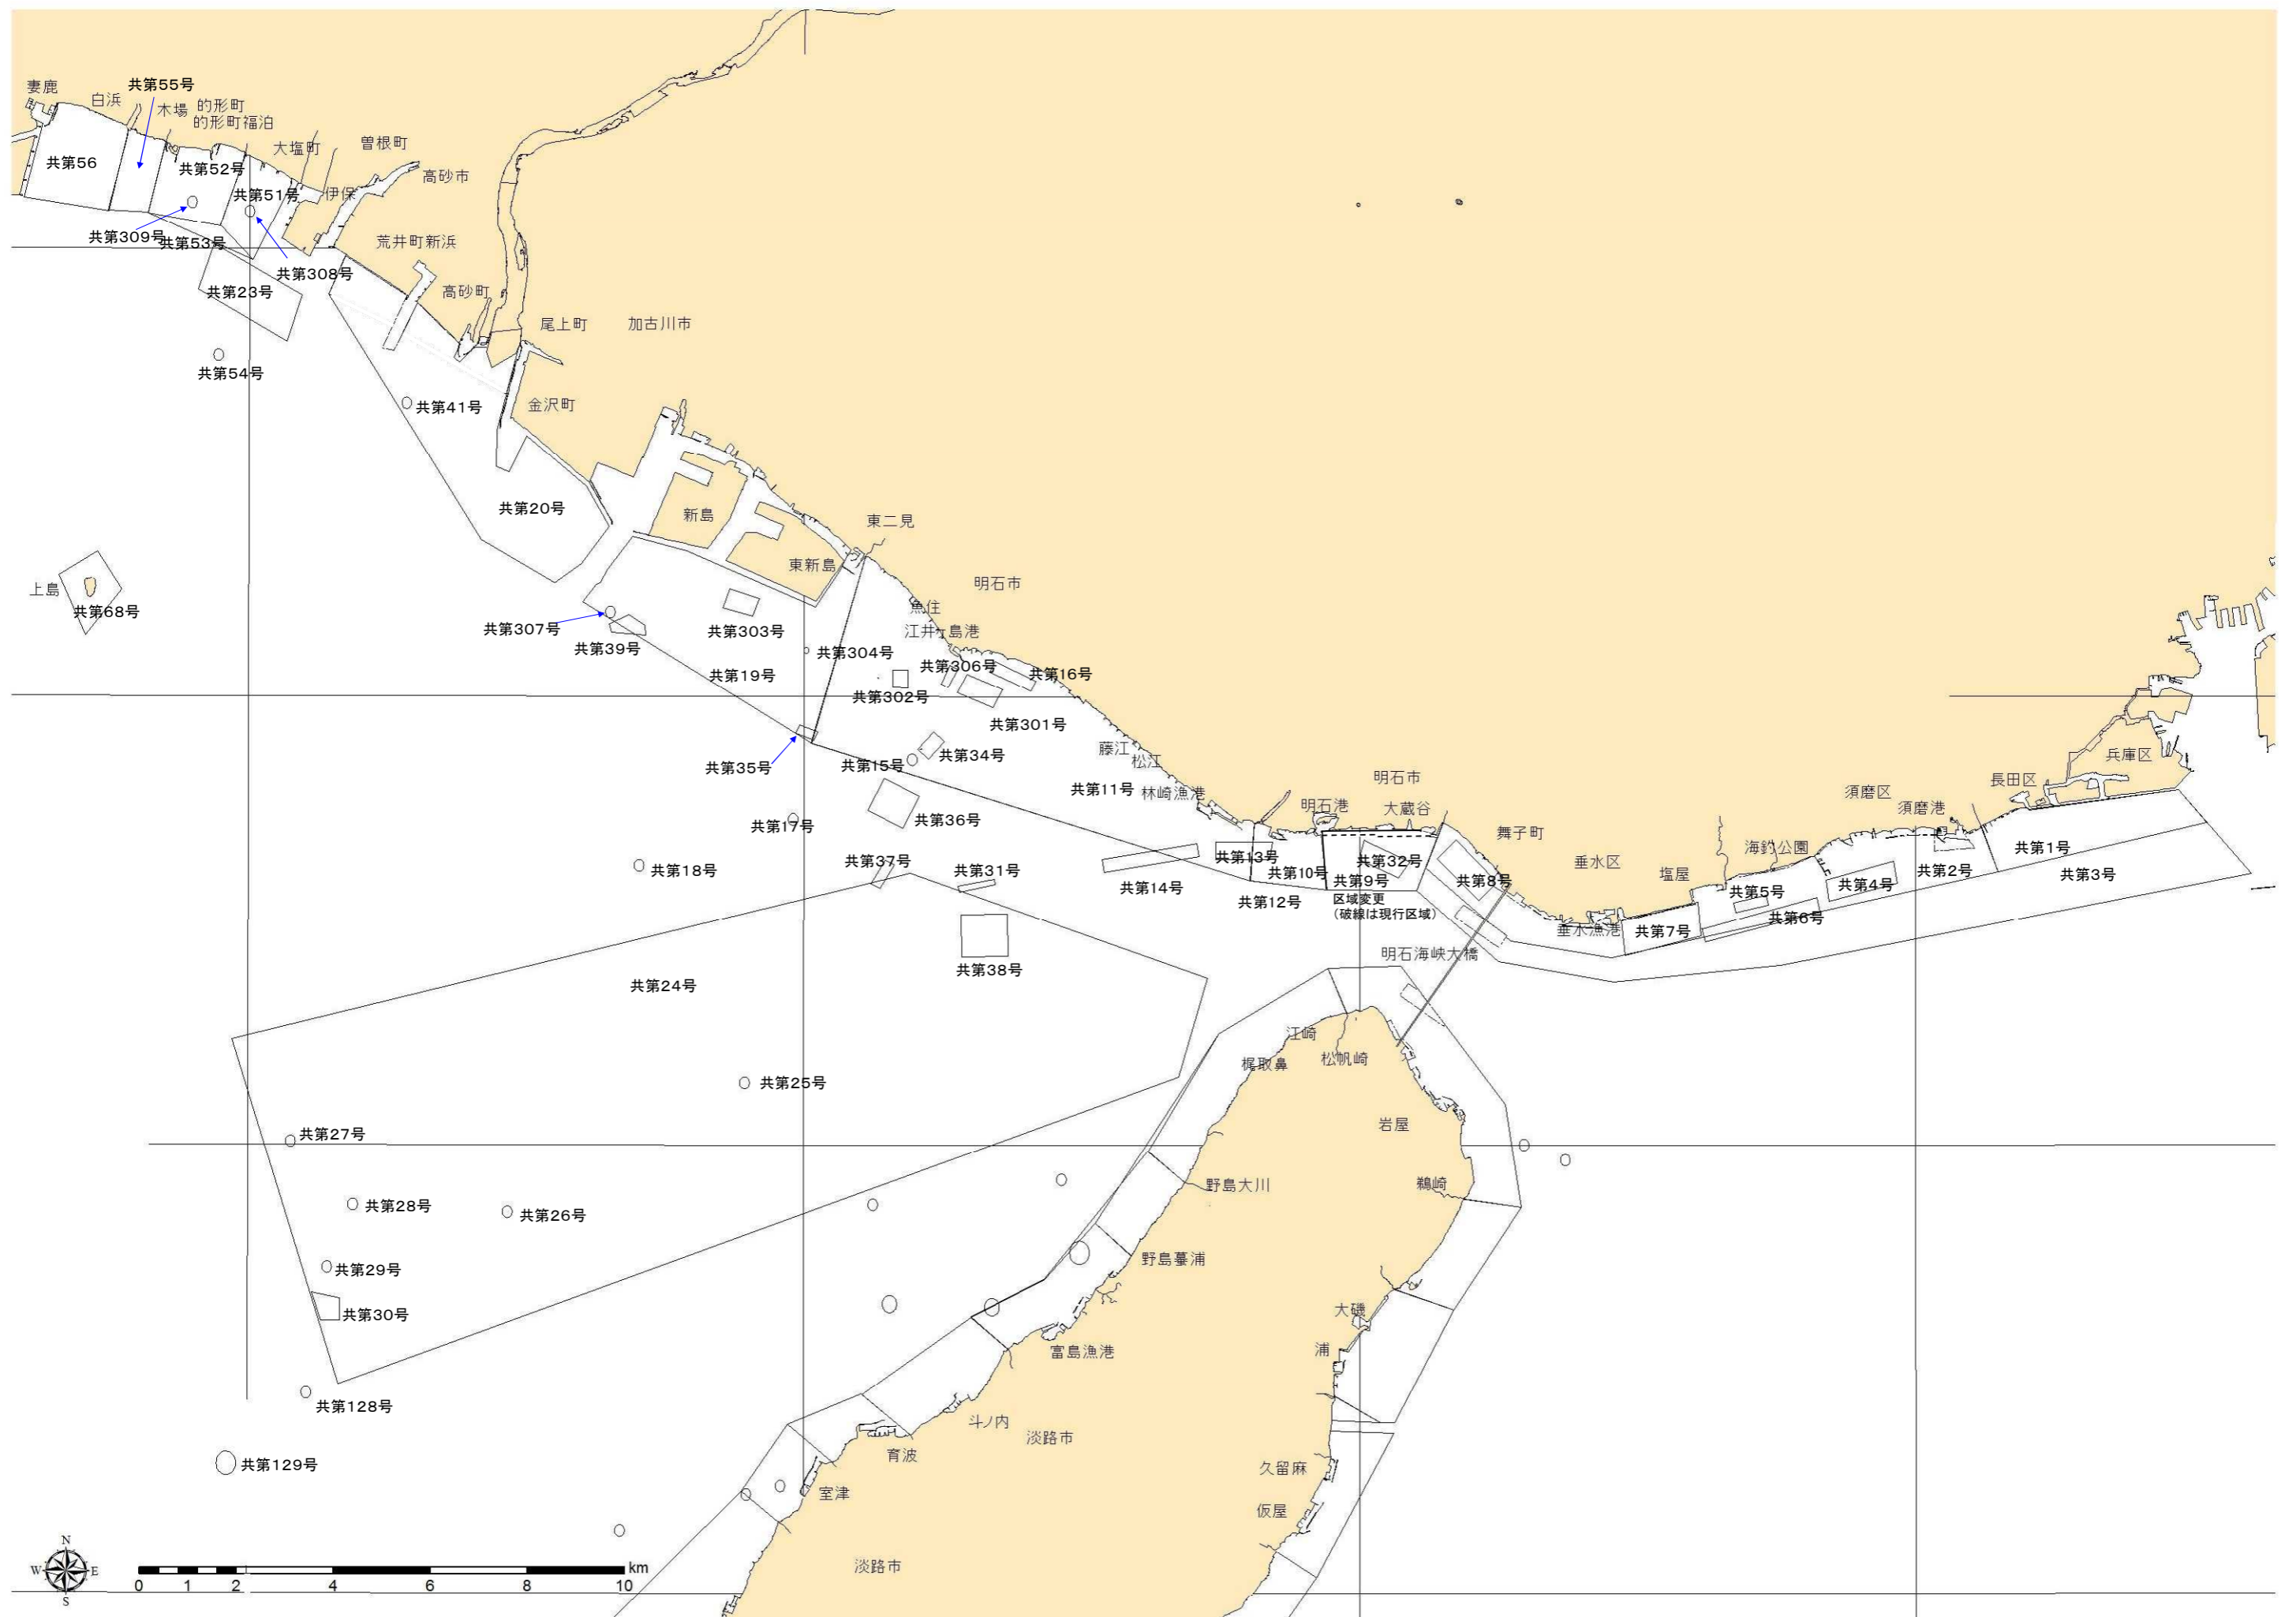 妻鹿
白浜
共第55号
木場
的形町
的形町福泊
大塩町
曽根町
高砂市
伊保
共第56
共第52号
共第51号
共第309号
共第53号
共第308号
共第23号
荒井町新浜
高砂町
尾上町
加古川市
共第54号
共第41号
金沢町
共第20号
新島
東二見
東新島
明石市
上島
共第68号
魚住
江井ヶ島港
共第307号
共第303号
共第39号
共第304号
共第306号
共第16号
共第19号
共第302号
共第301号
共第34号
共第35号
共第15号
藤江
松江
共第11号
林崎漁港
明石市
明石港
大蔵谷
兵庫区
長田区
須磨区
須磨港
共第36号
共第17号
舞子町
垂水区
海釣公園
塩屋
共第1号
共第37号
共第18号
共第31号
共第14号
共第13号
共第10号
共第32号
共第9号
共第8号
共第5号
共第4号
共第2号
共第3号
共第12号
区域変更
（破線は現行区域）
共第6号
垂水漁港
共第7号
明石海峡大橋
共第38号
共第24号
江崎
梶取鼻
松帆崎
共第25号
岩屋
共第27号
野島大川
鵜崎
共第28号
共第26号
野島蟇浦
共第29号
共第30号
大磯
浦
富島漁港
共第128号
斗ノ内
淡路市
育波
共第129号
久留麻
室津
仮屋
淡路市
N
W
E
S
km
0 1 2 4 6 8 10